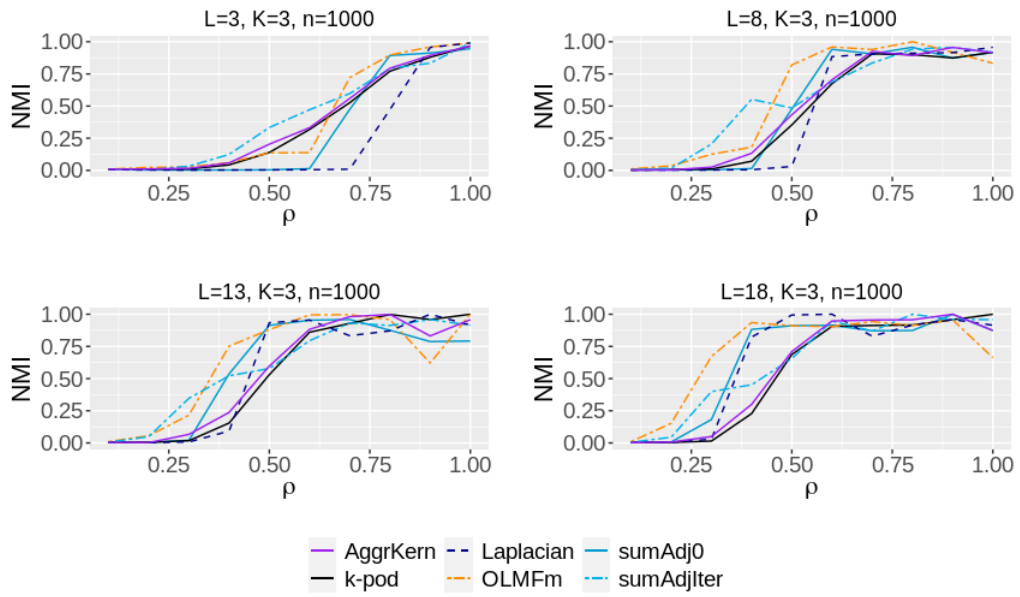 L=3, K=3, n=1000
L=8, K=3, n=1000
NMI
1.00
0.75
0.50
0.25
0.00
0.25 0.50 0.75 1.00
ρ
NMI
1.00
0.75
0.50
0.25
0.00
0.25 0.50 0.75 1.00
ρ
L=13, K=3, n=1000
L=18, K=3, n=1000
NMI
1.00
0.75
0.50
0.25
0.00
0.25 0.50 0.75 1.00
ρ
NMI
1.00
0.75
0.50
0.25
0.00
0.25 0.50 0.75 1.00
ρ
AggrKern Laplacian sumAdj0
k-pod OLMFm sumAdjIter